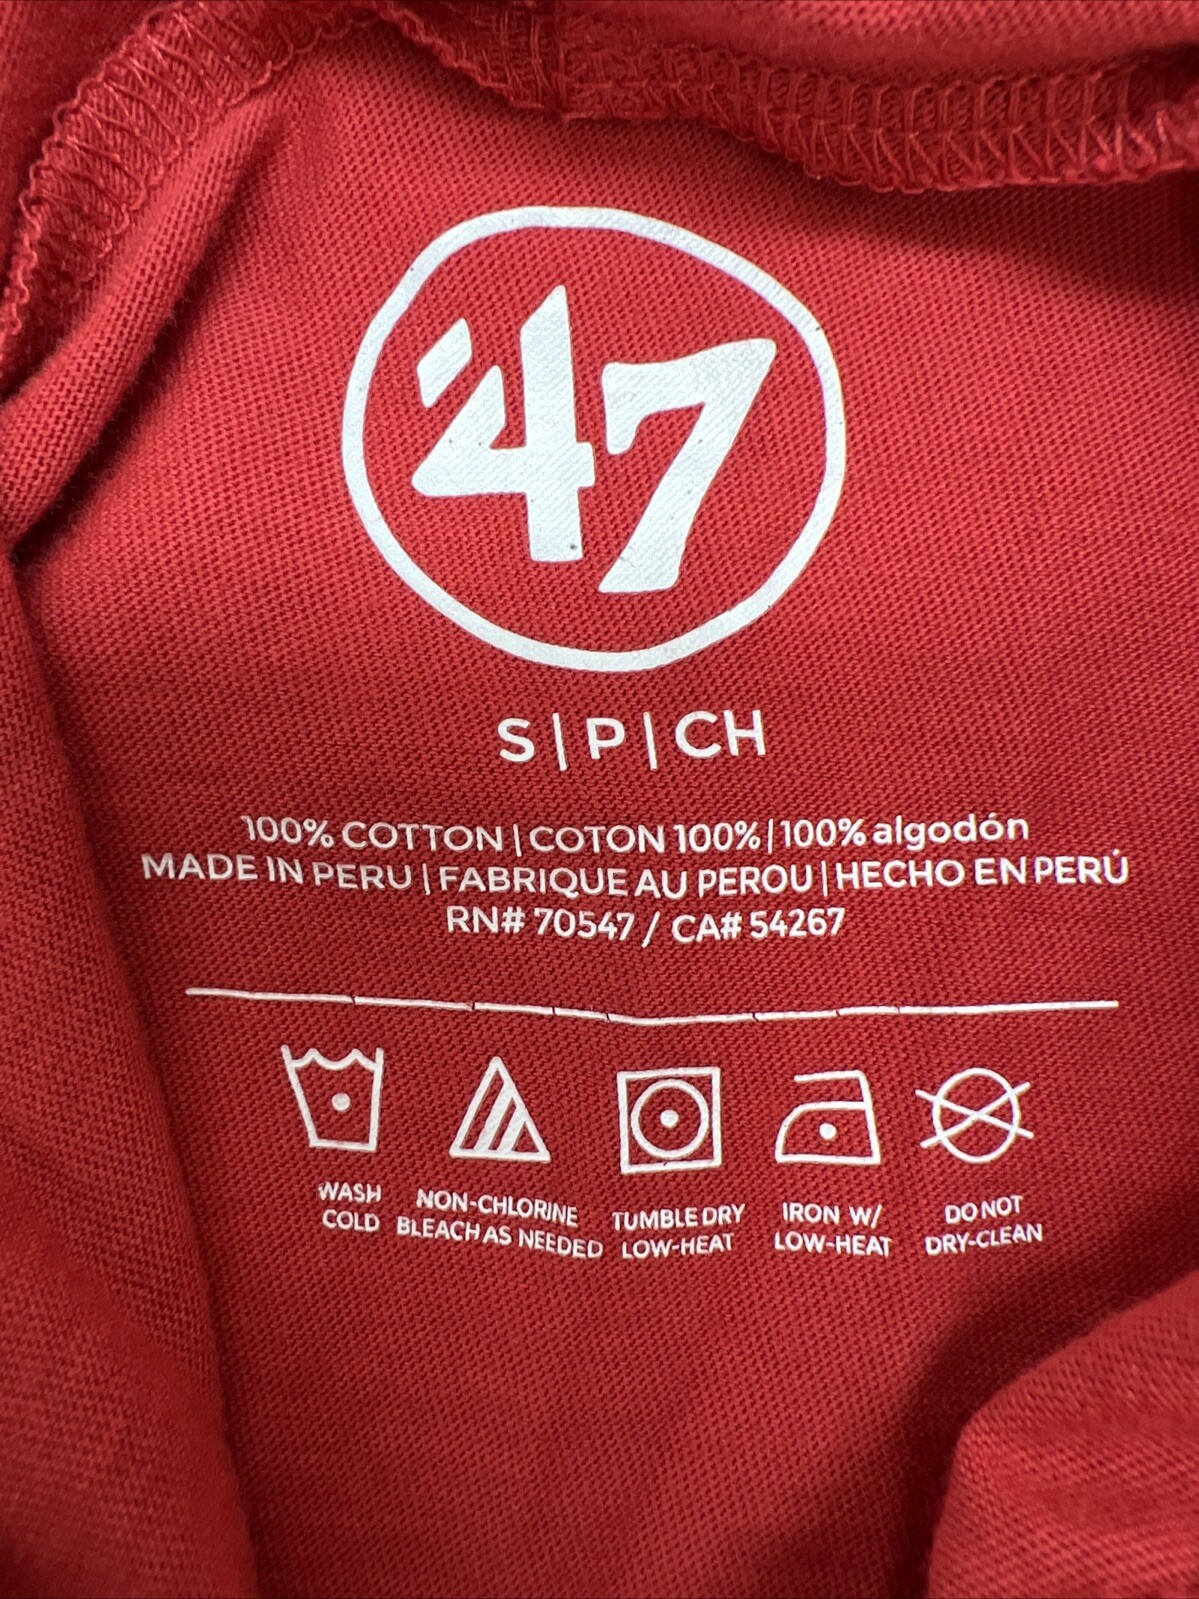 '47
S | P | CH
100% COTTON | COTON 100% | 100% algodón
MADE IN PERU | FABRIQUE AU PEROU | HECHO EN PERÚ
RN# 70547 / CA# 54267
WASH COLD
NON-CHLORINE BLEACH AS NEEDED
TUMBLE DRY LOW-HEAT
IRON W/ LOW-HEAT
DO NOT DRY-CLEAN